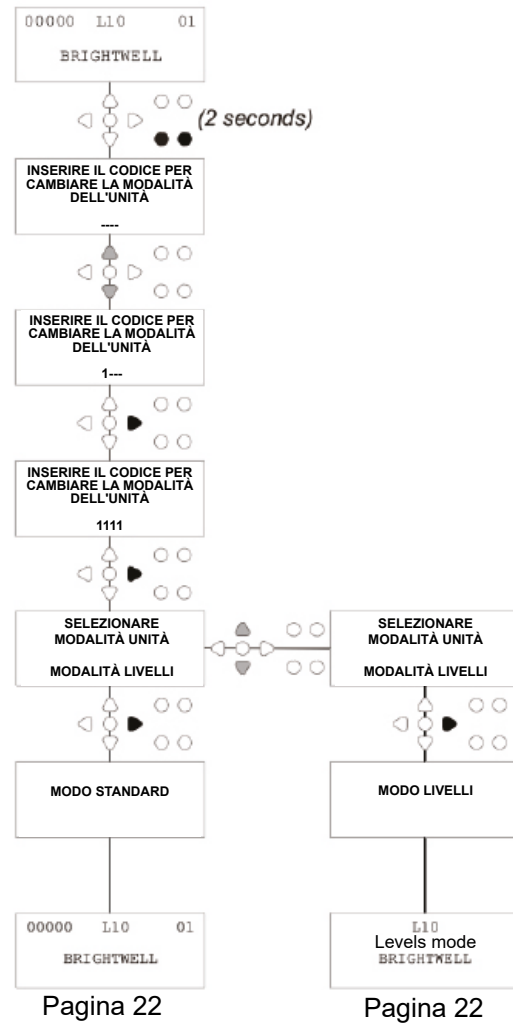 00000 L10 01
BRIGHTWELL
(2 seconds)
INSERIRE IL CODICE PER
CAMBIARE LA MODALITÀ
DELL'UNITÀ
----
INSERIRE IL CODICE PER
CAMBIARE LA MODALITÀ
DELL'UNITÀ
1---
INSERIRE IL CODICE PER
CAMBIARE LA MODALITÀ
DELL'UNITÀ
1111
SELEZIONARE
MODALITÀ UNITÀ
MODALITÀ LIVELLI
SELEZIONARE
MODALITÀ UNITÀ
MODALITÀ LIVELLI
MODO STANDARD
MODO LIVELLI
00000 L10 01
BRIGHTWELL
Pagina 22
L10
Levels mode
BRIGHTWELL
Pagina 22